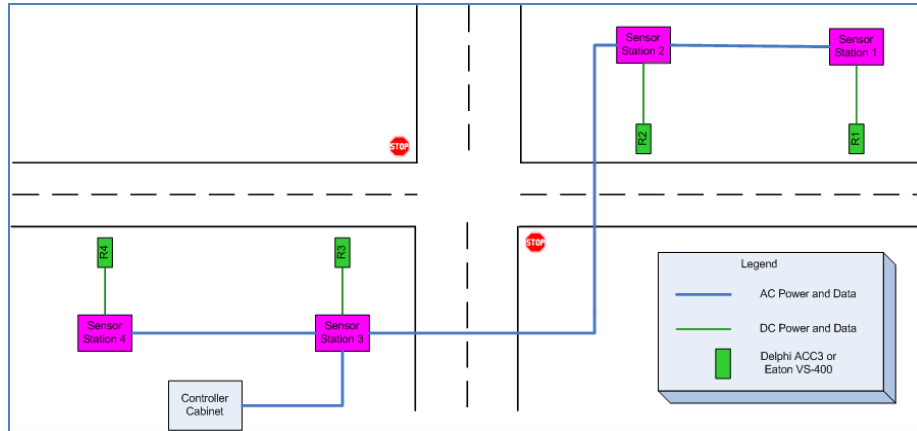 Sensor
Station 2
Sensor
Station 1
R2
R1
STOP
STOP
R4
R3
Sensor
Station 4
Sensor
Station 3
Controller
Cabinet
Legend
AC Power and Data
DC Power and Data
Delphi ACC3 or
Eaton VS-400